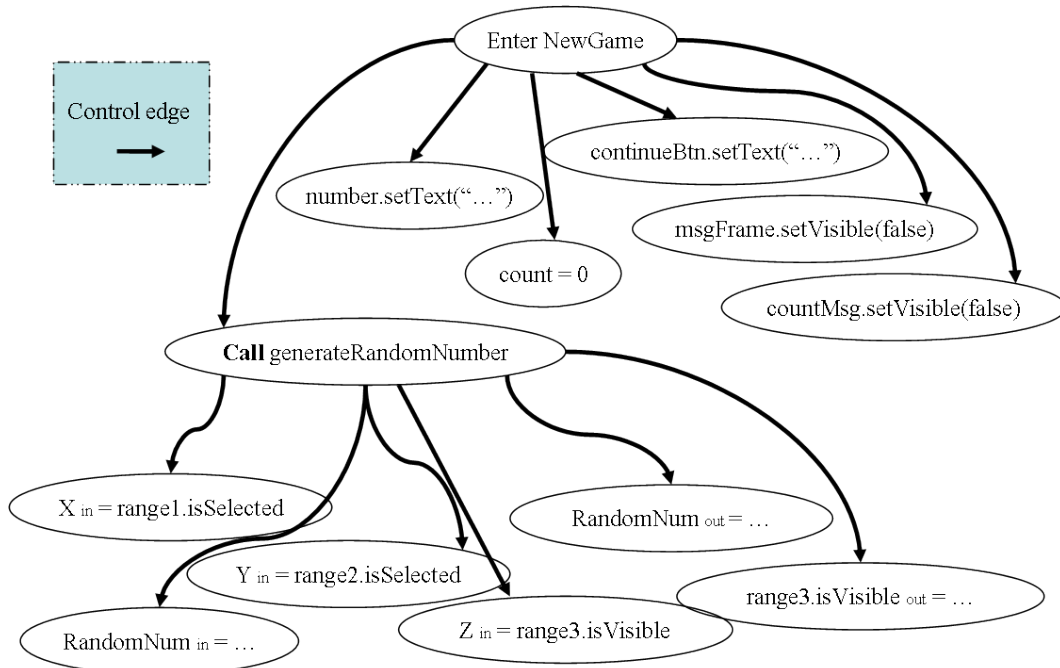 Enter NewGame
Control edge
continueBtn.setText(“…”)
number.setText(“…”)
msgFrame.setVisible(false)
count = 0
countMsg.setVisible(false)
Call generateRandomNumber
X in = range1.isSelected
RandomNum out = …
Y in = range2.isSelected
range3.isVisible out = …
RandomNum in = …
Z in = range3.isVisible